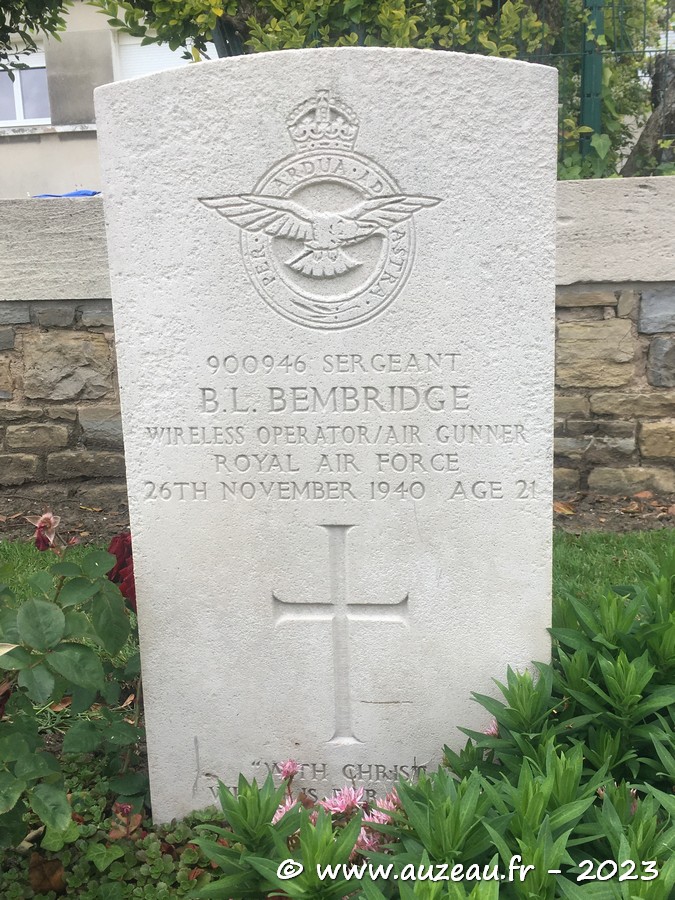 PER ARDUA AD ASTRA
900946 SERGEANT
B.L. BEMBRIDGE
WIRELESS OPERATOR/AIR GUNNER
ROYAL AIR FORCE
26TH NOVEMBER 1940 AGE 21
"WITH CHRIST
© www.auzeau.fr - 2023